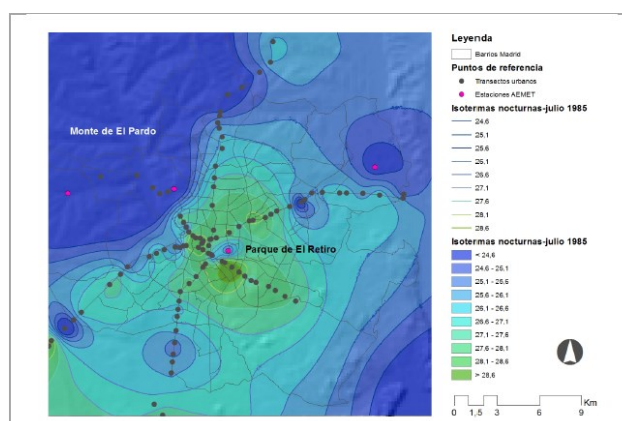 Monte de El Pardo
Parque de El Retiro
Leyenda
Barrios Madrid
Puntos de referencia
Transectos urbanos
Estaciones AEMET
Isotermas nocturnas-julio 1985
24,6
25,1
25,6
26,1
26,6
27,1
27,6
28,1
28,6
Isotermas nocturnas-julio 1985
< 24,6
24,6 - 25,1
25,1 - 25,6
25,6 - 26,1
26,1 - 26,6
26,6 - 27,1
27,1 - 27,6
27,6 - 28,1
28,1 - 28,6
> 28,6
Km
0 1,5 3 6 9